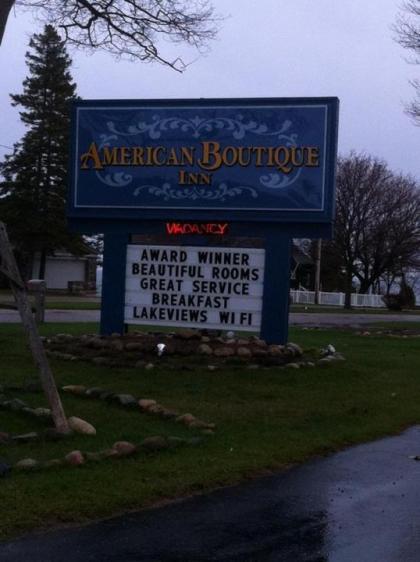 AMERICAN BOUTIQUE
INN
VACANCY
AWARD WINNER
BEAUTIFUL ROOMS
GREAT SERVICE
BREAKFAST
LAKEVIEWS WI FI